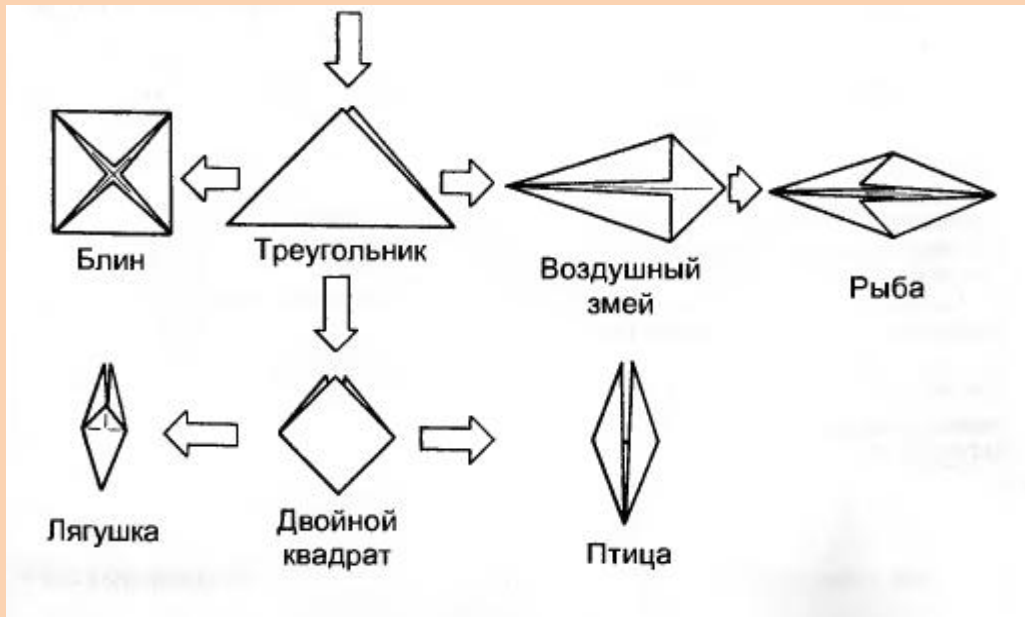 Блин
Треугольник
Воздушный
змей
Рыба
Лягушка
Двойной
квадрат
Птица